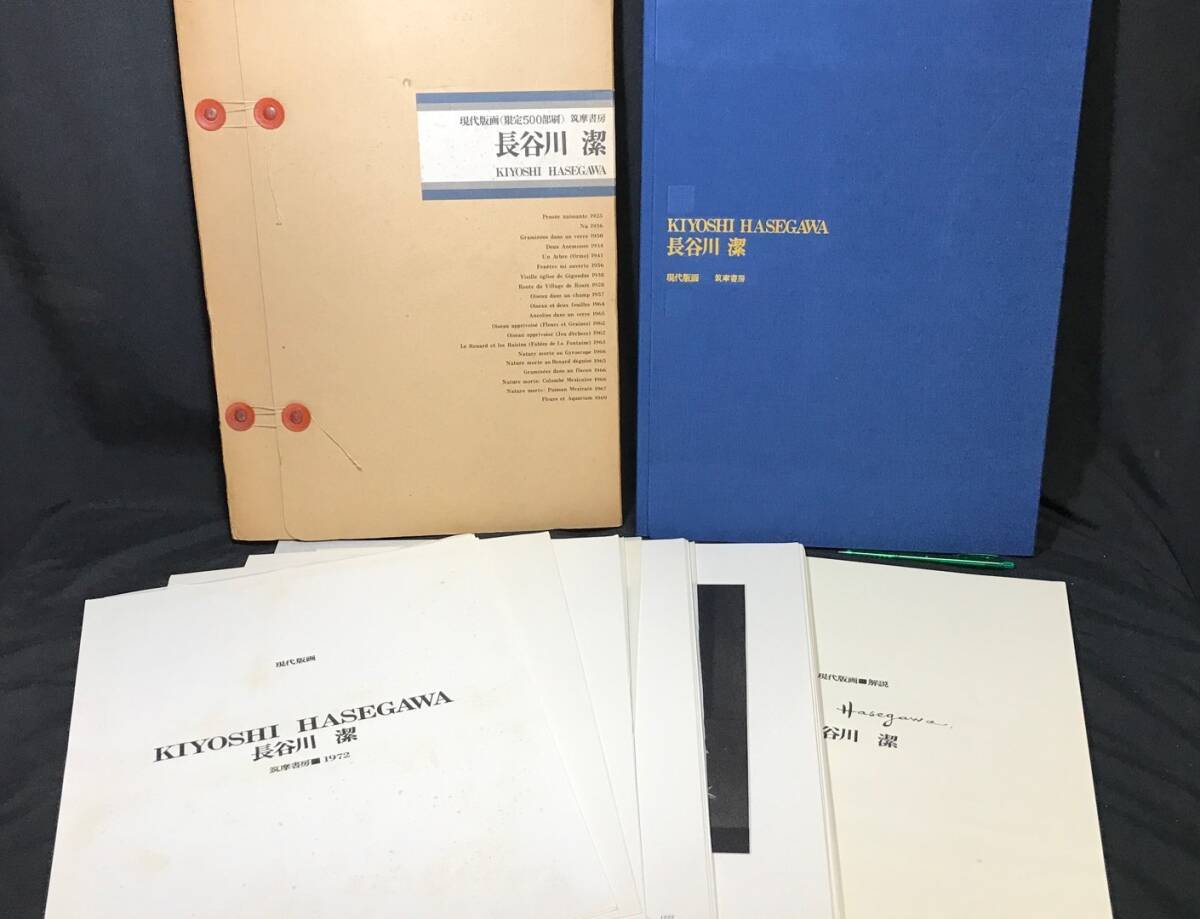 現代版画（限定500部刷） 筑摩書房
長谷川 潔
KIYOSHI HASEGAWA
Pensée naissante 1925
Nu 1956
Graminées dans un verre 1950
Deux Anemones 1934
Un Arbre (Orme) 1941
Fenêtre mi ouverte 1956
Vieille église de Gigondas 1938
Route du Village de Roure 1928
Oiseau dans un champ 1957
Oiseau et deux feuilles 1964
Ancolies dans un verre 1965
Oiseau apprivoisé (Fleurs et Graines) 1962
Oiseau apprivoisé (Jeu d'échecs) 1962
Le Renard et les Raisins (Fables de La Fontaine) 1963
Nature morte au Gyroscope 1966
Nature morte au Renard déguisé 1965
Graminées dans un flacon 1966
Nature morte: Colombe Mexicaine 1966
Nature morte: Poisson Mexicain 1967
Fleurs et Aquarium 1969
KIYOSHI HASEGAWA
長谷川 潔
現代版画 筑摩書房
現代版画
KIYOSHI HASEGAWA
長谷川 潔
筑摩書房■1972
現代版画■解説
Hasegawa.
谷川 潔